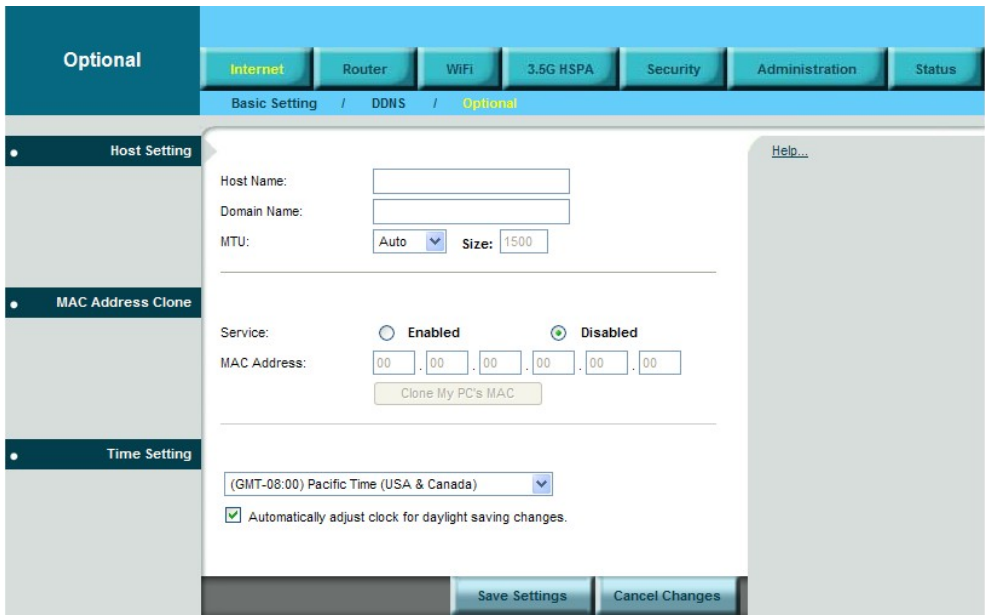 Optional
Internet Router WiFi 3.5G HSPA Security Administration Status
Basic Setting / DDNS / Optional
Host Setting
Help...
Host Name:
Domain Name:
MTU: Auto Size: 1500
MAC Address Clone
Service: Enabled Disabled
MAC Address: 00 . 00 . 00 . 00 . 00 . 00
Clone My PC's MAC
Time Setting
(GMT-08:00) Pacific Time (USA & Canada)
Automatically adjust clock for daylight saving changes.
Save Settings Cancel Changes